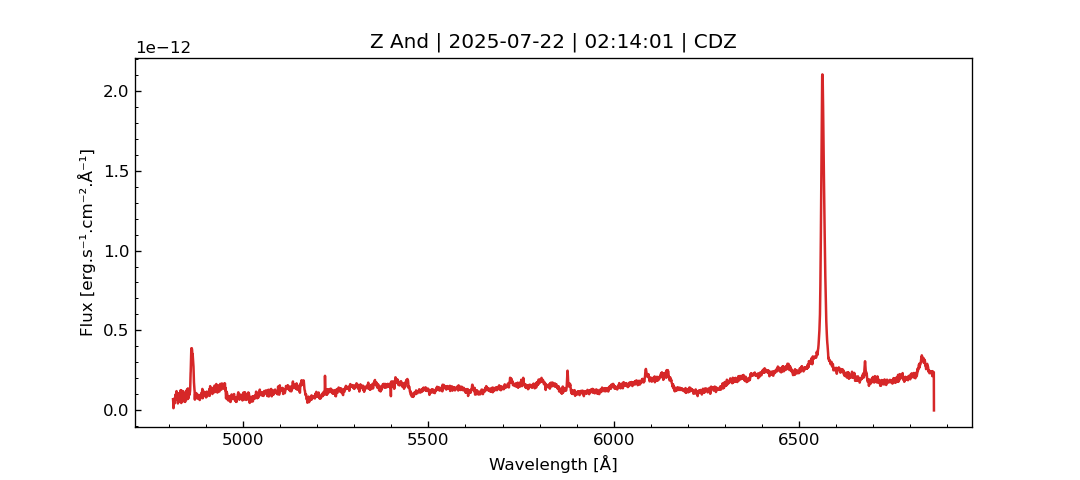 Z And | 2025-07-22 | 02:14:01 | CDZ
1e−12
2.0
1.5
1.0
0.5
0.0
Flux [erg.s⁻¹.cm⁻².Å⁻¹]
5000 5500 6000 6500
Wavelength [Å]